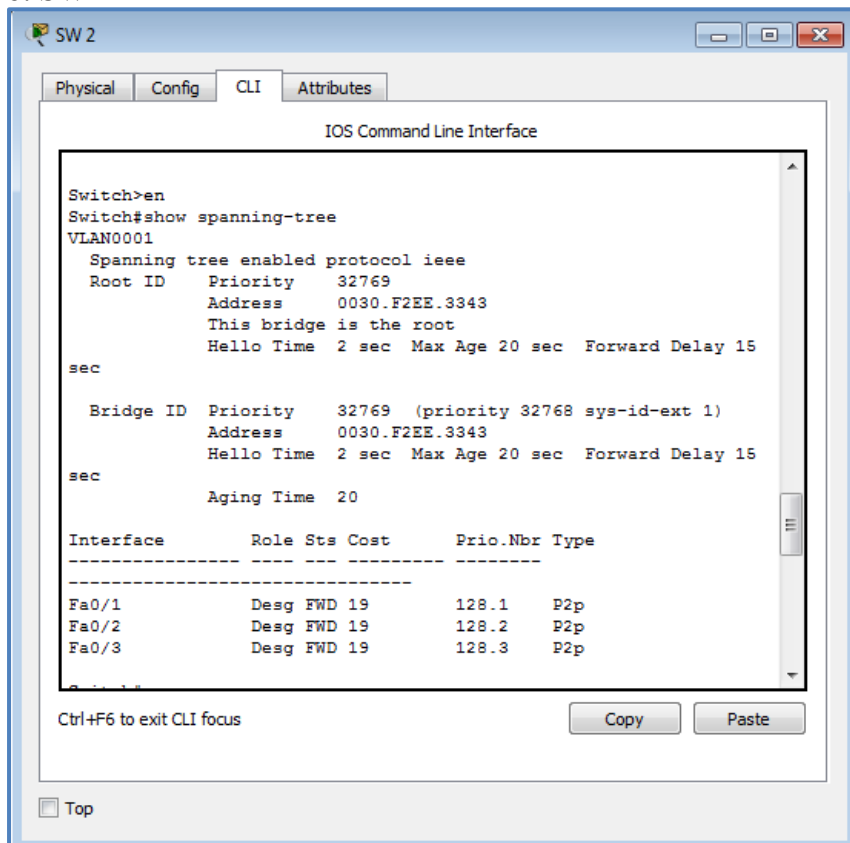 SW 2
Physical Config CLI Attributes
IOS Command Line Interface
Switch>en
Switch#show spanning-tree
VLAN0001
  Spanning tree enabled protocol ieee
  Root ID    Priority    32769
             Address     0030.F2EE.3343
             This bridge is the root
             Hello Time  2 sec  Max Age 20 sec  Forward Delay 15
sec
  Bridge ID  Priority    32769  (priority 32768 sys-id-ext 1)
             Address     0030.F2EE.3343
             Hello Time  2 sec  Max Age 20 sec  Forward Delay 15
sec
             Aging Time  20
Interface        Role Sts Cost      Prio.Nbr Type
---------------- ---- --- --------- --------
--------------------------------
Fa0/1            Desg FWD 19        128.1    P2p
Fa0/2            Desg FWD 19        128.2    P2p
Fa0/3            Desg FWD 19        128.3    P2p
Ctrl+F6 to exit CLI focus
Copy Paste
Top